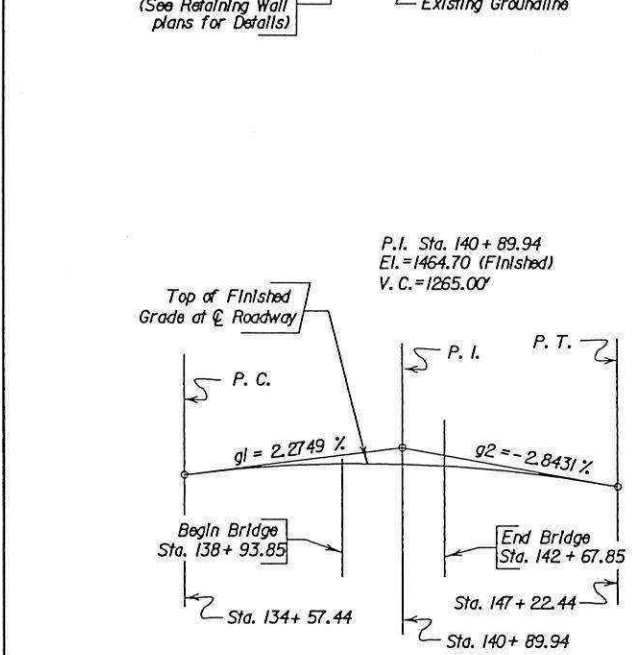 (See Retaining Wall
plans for Details)
Existing Groundline
P.I. Sta. 140+89.94
El.=1464.70 (Finished)
V.C.=1265.00'
Top of Finished
Grade at ℄ Roadway
P.C.
P.I.
P.T.
g1 = 2.2749 %
g2 = -2.8431 %
Begin Bridge
Sta. 138+93.85
End Bridge
Sta. 142+67.85
Sta. 134+57.44
Sta. 147+22.44
Sta. 140+89.94